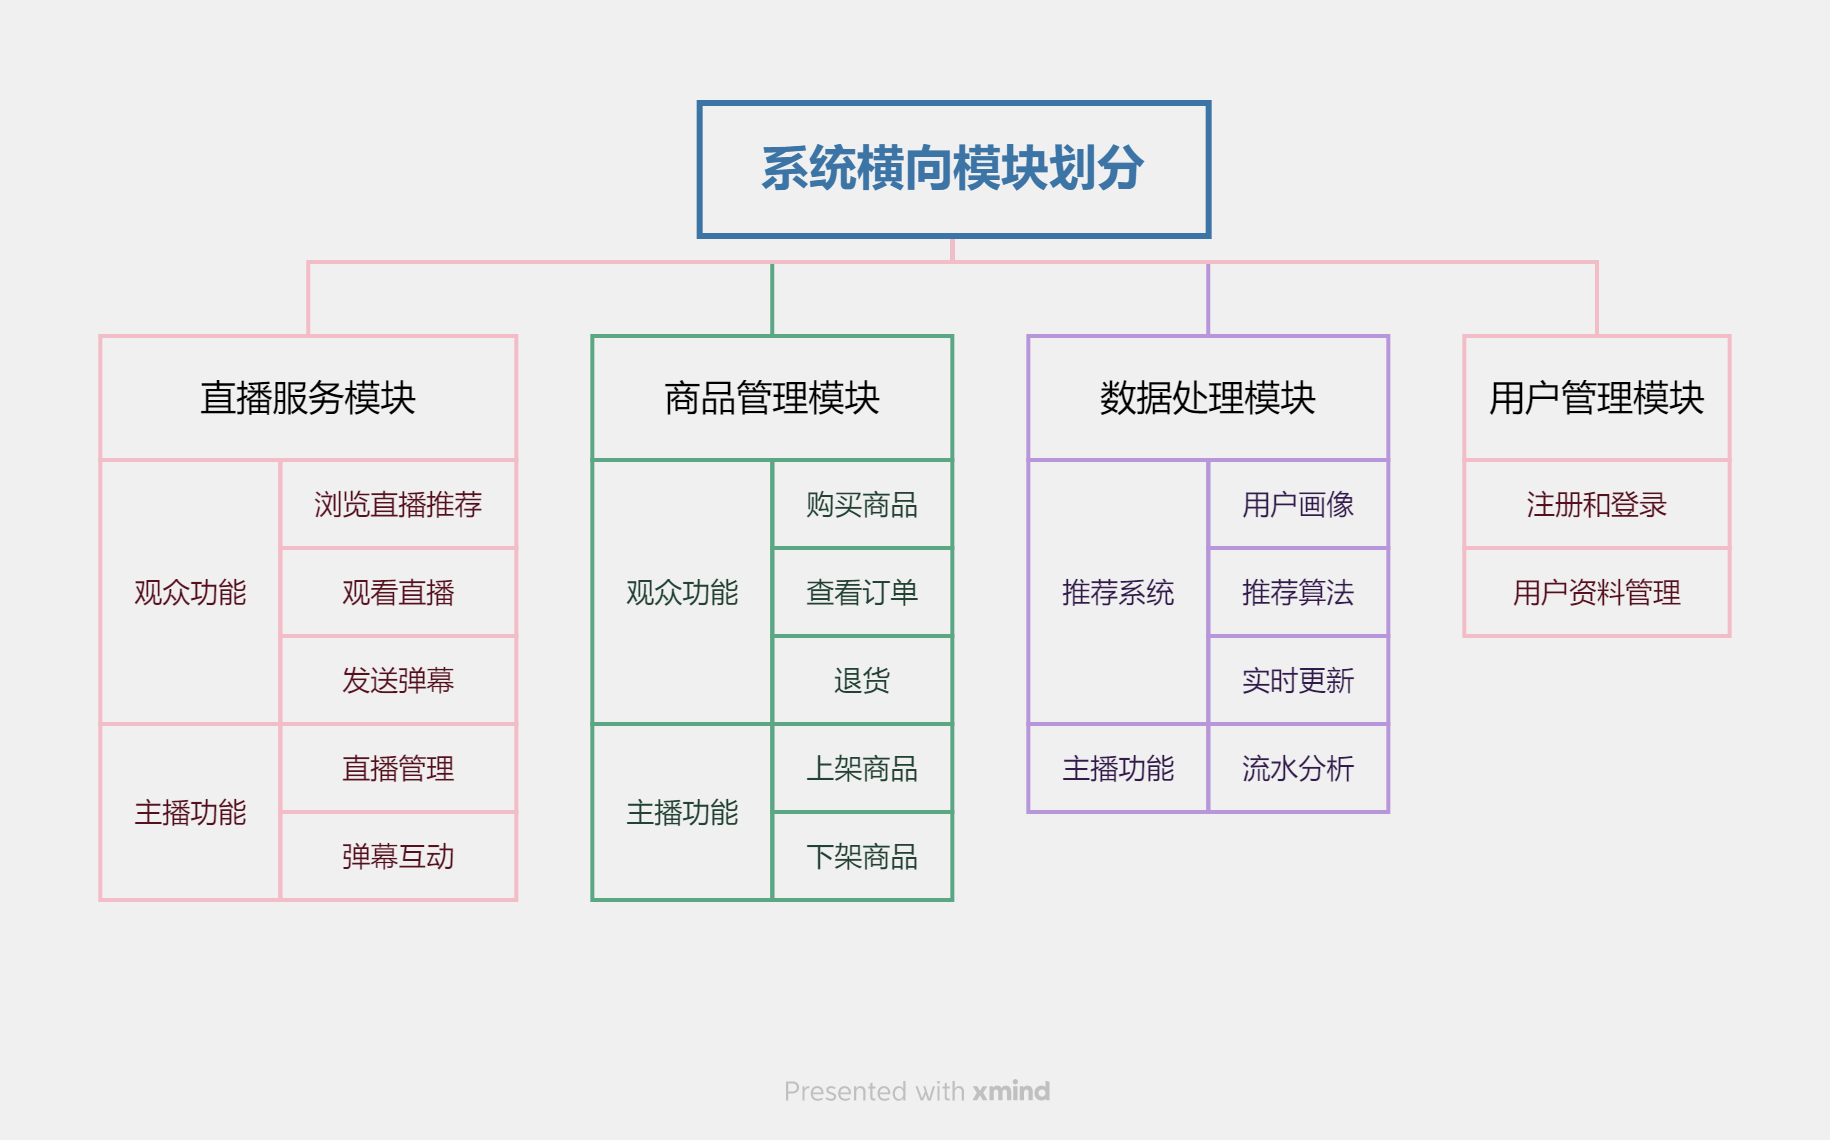 系统横向模块划分
直播服务模块
观众功能
浏览直播推荐
观看直播
发送弹幕
主播功能
直播管理
弹幕互动
商品管理模块
观众功能
购买商品
查看订单
退货
主播功能
上架商品
下架商品
数据处理模块
推荐系统
用户画像
推荐算法
实时更新
主播功能
流水分析
用户管理模块
注册和登录
用户资料管理
Presented with xmind